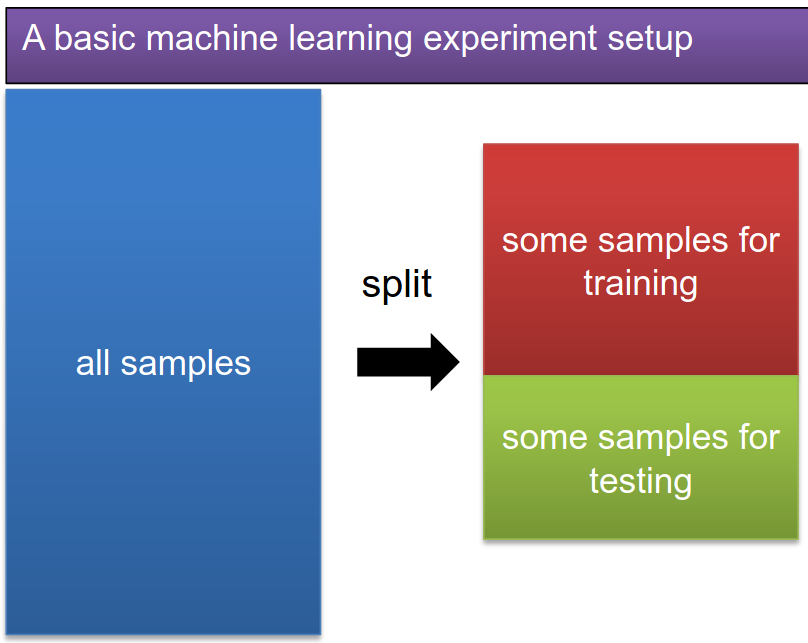 A basic machine learning experiment setup
all samples
split
some samples for
training
some samples for
testing